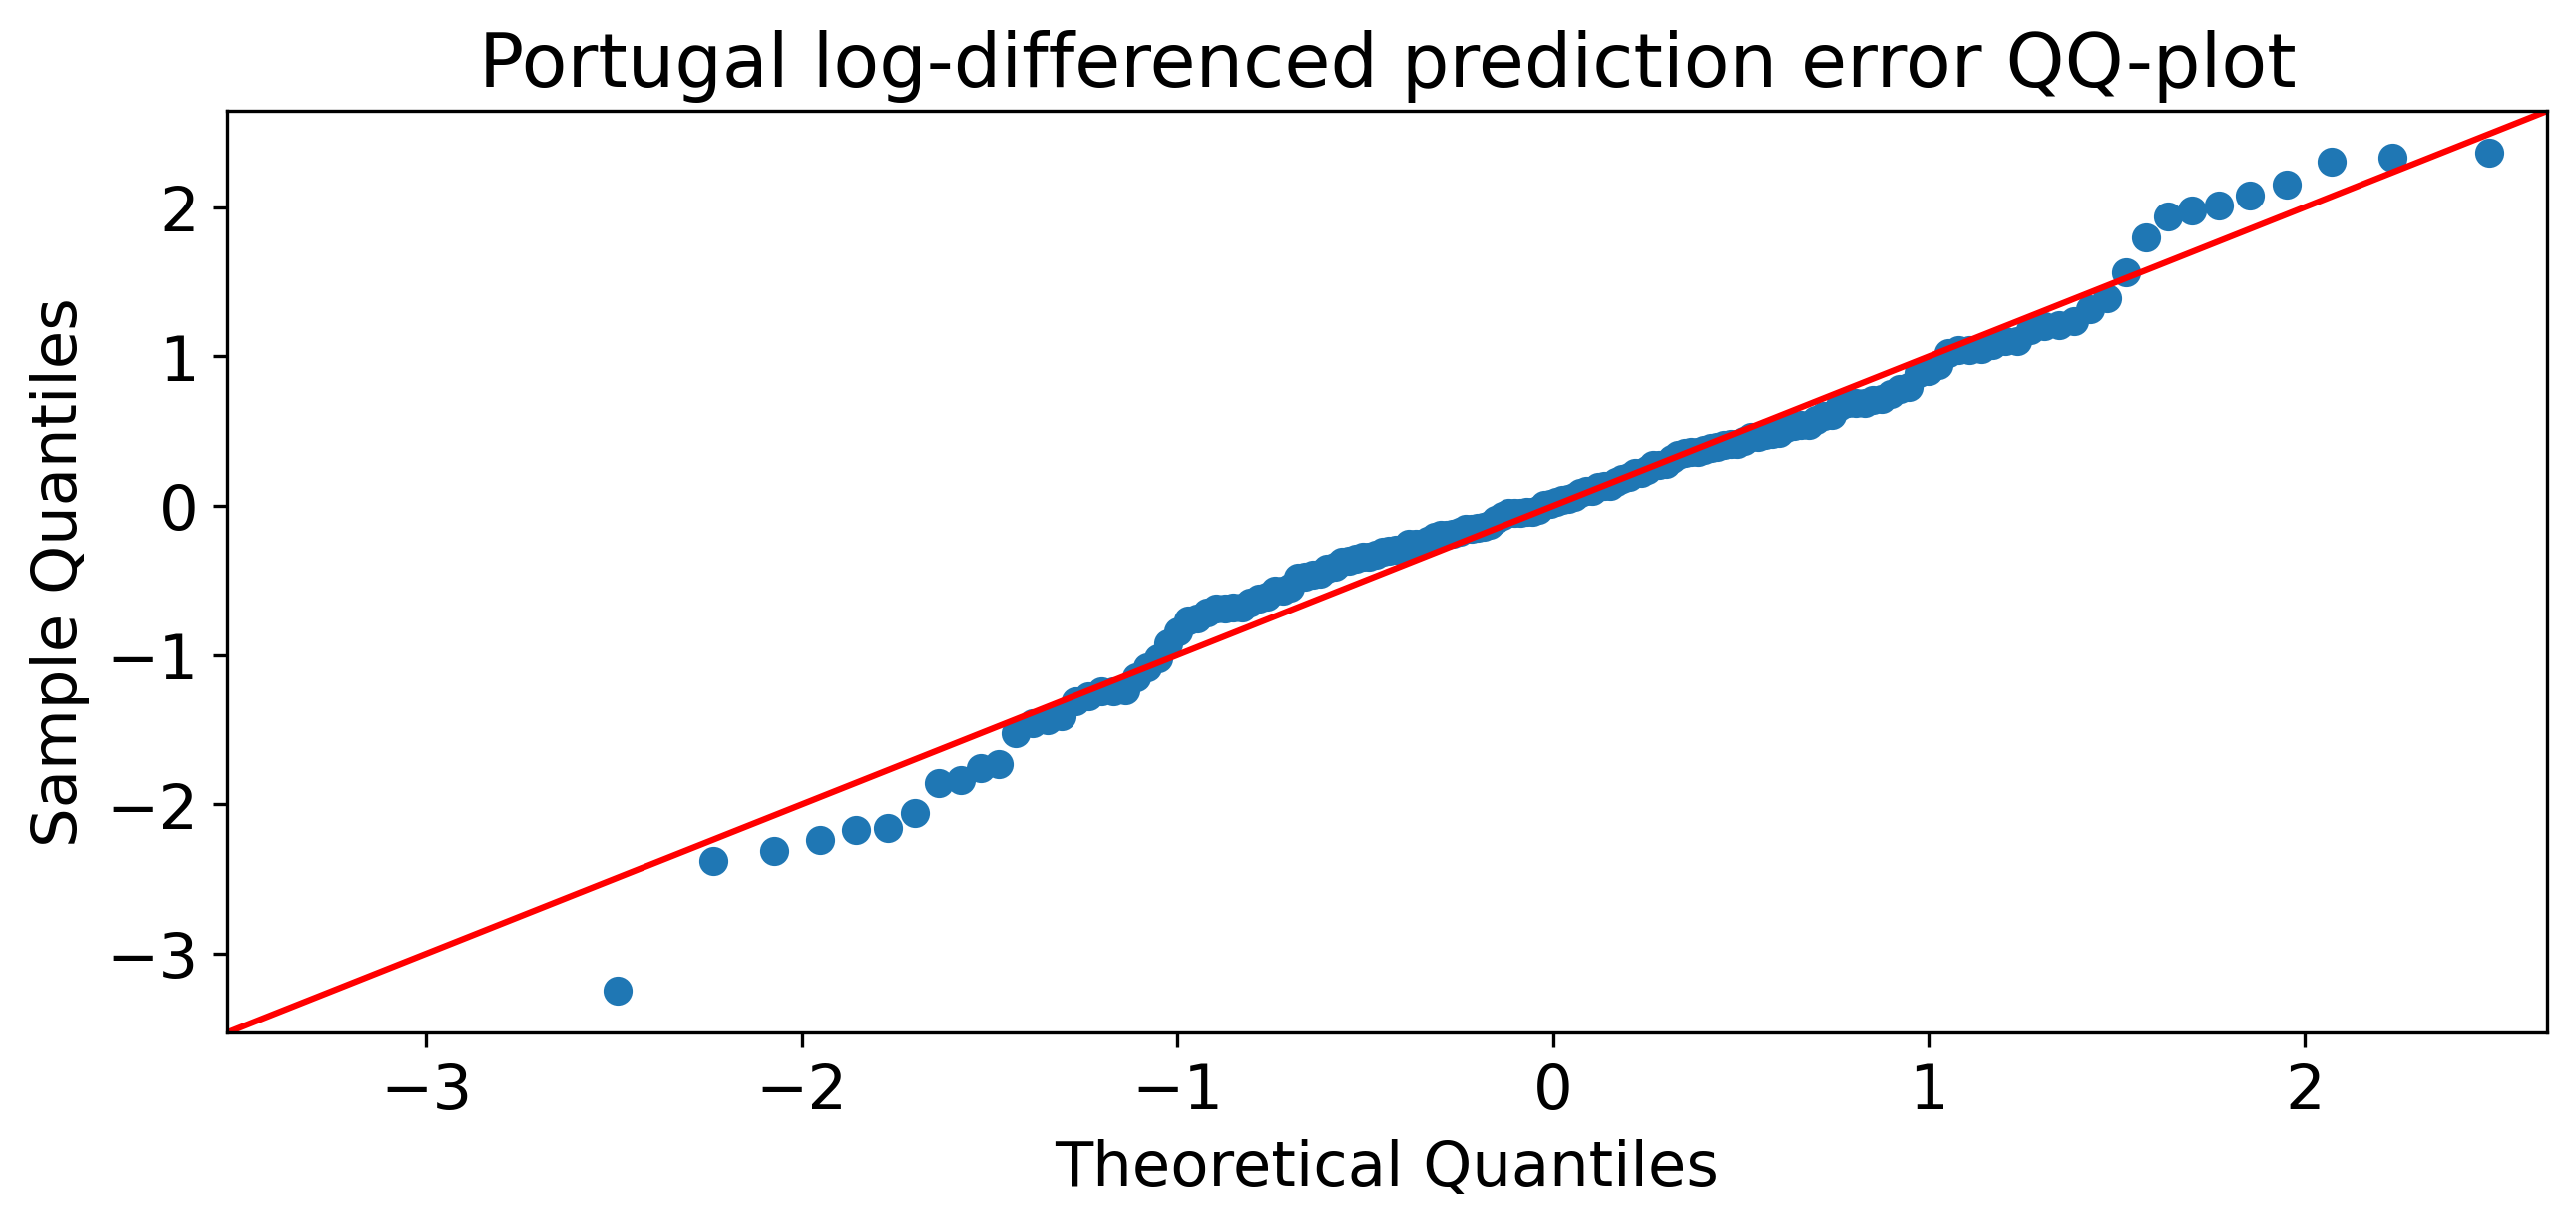 Portugal log-differenced prediction error QQ-plot
2
1
0
−1
−2
−3
Sample Quantiles
−3 −2 −1 0 1 2
Theoretical Quantiles